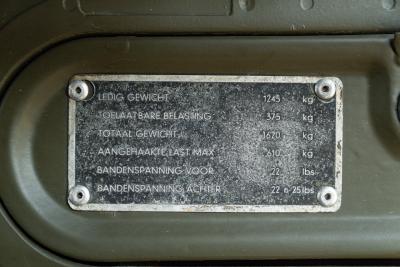 LEDIG GEWICHT 1245 kg
TOELAATBARE BELASTING 375 kg
TOTAAL GEWICHT 1620 kg
AANGEHAAKTE LAST MAX 610 kg
BANDENSPANNING VOOR 22 lbs
BANDENSPANNING ACHTER 22 à 25 lbs